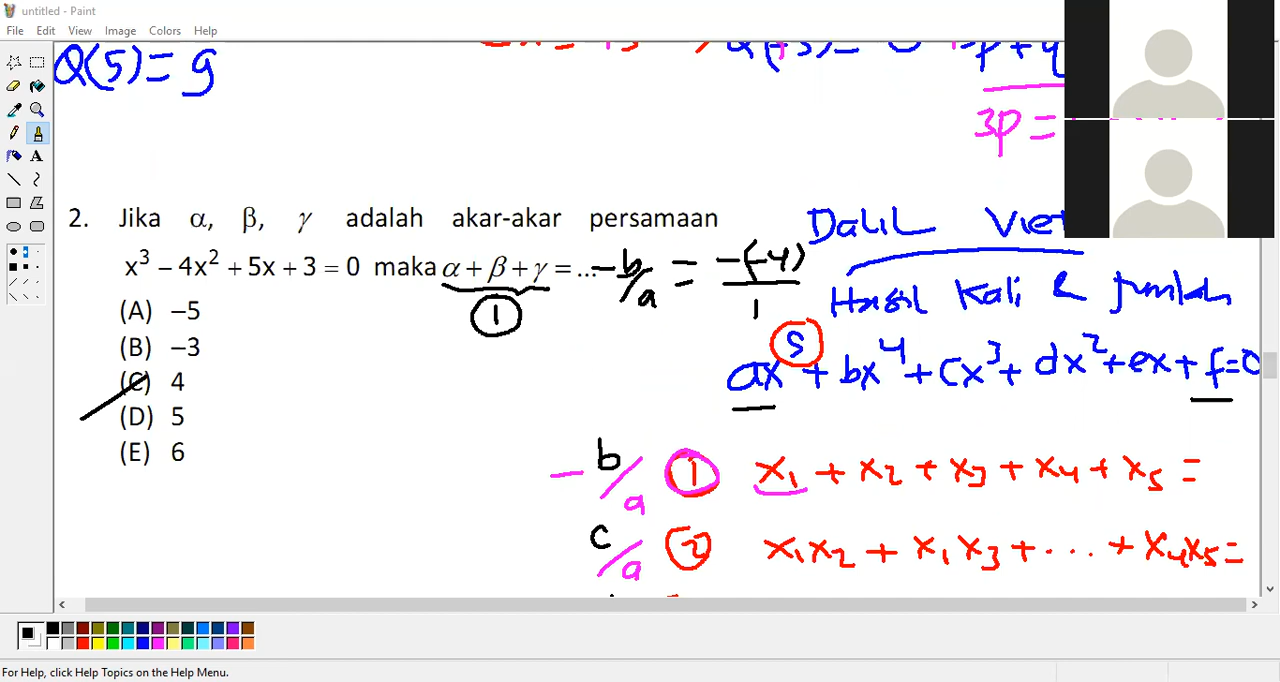 untitled - Paint
File Edit View Image Colors Help
Q(5) = 9
3p =
2. Jika α, β, γ adalah akar-akar persamaan
x³ − 4x² + 5x + 3 = 0 maka α + β + γ = ... −b/a = −(−4)/1
①
(A) −5
(B) −3
(C) 4
(D) 5
(E) 6
Dalil Viet
Hasil Kali & Jumlah
ax⁵ + bx⁴ + cx³ + dx² + ex + f = 0
−b/a ① x₁ + x₂ + x₃ + x₄ + x₅ =
c/a ② x₁x₂ + x₁x₃ + ... + x₄x₅ =
For Help, click Help Topics on the Help Menu.